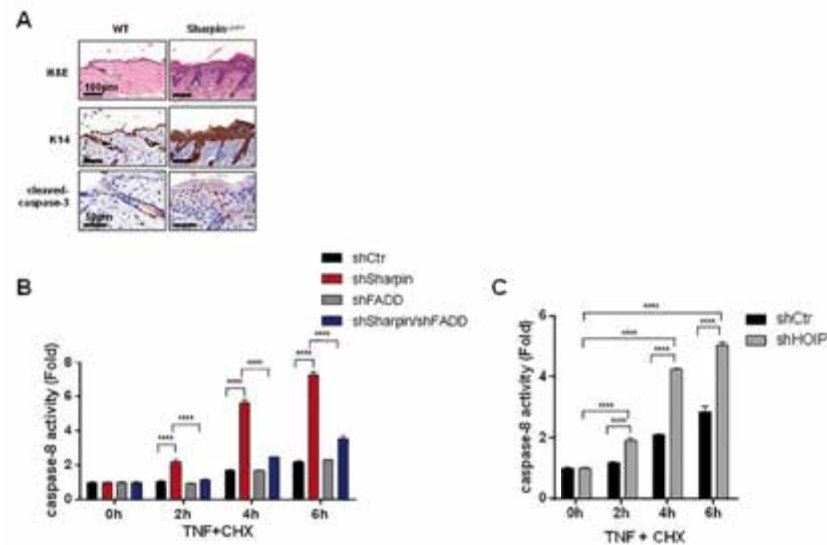 A
WT Sharpin
H&E
100µm
K14
cleaved-
caspase-3
50µm
shCtr
shSharpin
shFADD
shSharpin/shFADD
B
caspase-8 activity (Fold)
8
6
4
2
0
**** **** **** **** **** ****
0h 2h 4h 6h
TNF+CHX
C
shCtr
shHOIP
caspase-8 activity (Fold)
6
4
2
0
****
****
****
****
****
****
0h 2h 4h 6h
TNF + CHX